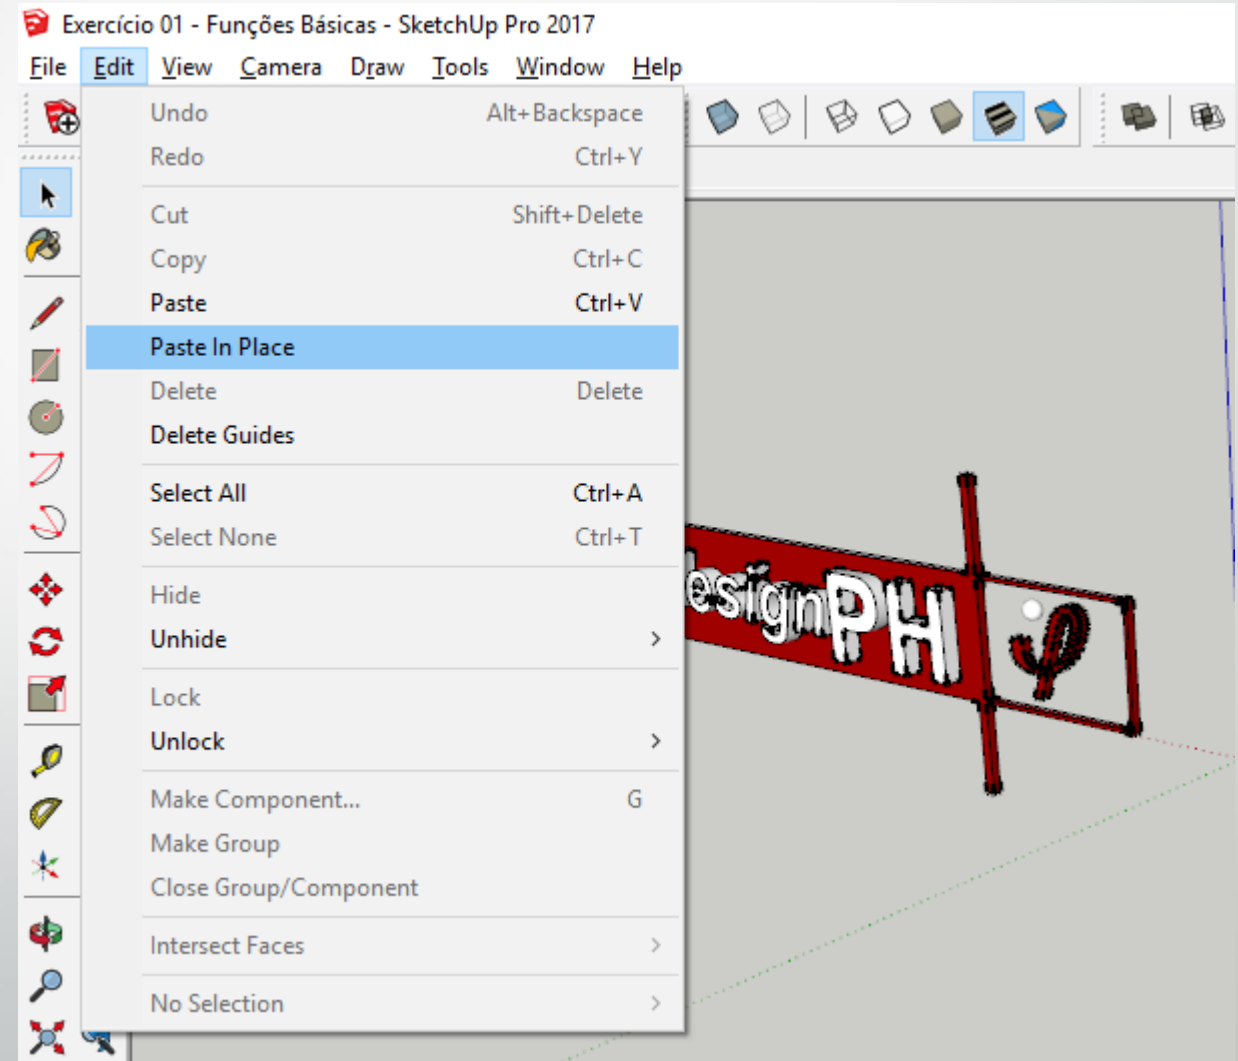 Exercício 01 - Funções Básicas - SketchUp Pro 2017
File Edit View Camera Draw Tools Window Help
Undo Alt+Backspace
Redo Ctrl+Y
Cut Shift+Delete
Copy Ctrl+C
Paste Ctrl+V
Paste In Place
Delete Delete
Delete Guides
Select All Ctrl+A
Select None Ctrl+T
Hide
Unhide
Lock
Unlock
Make Component... G
Make Group
Close Group/Component
Intersect Faces
No Selection
esignPH φ